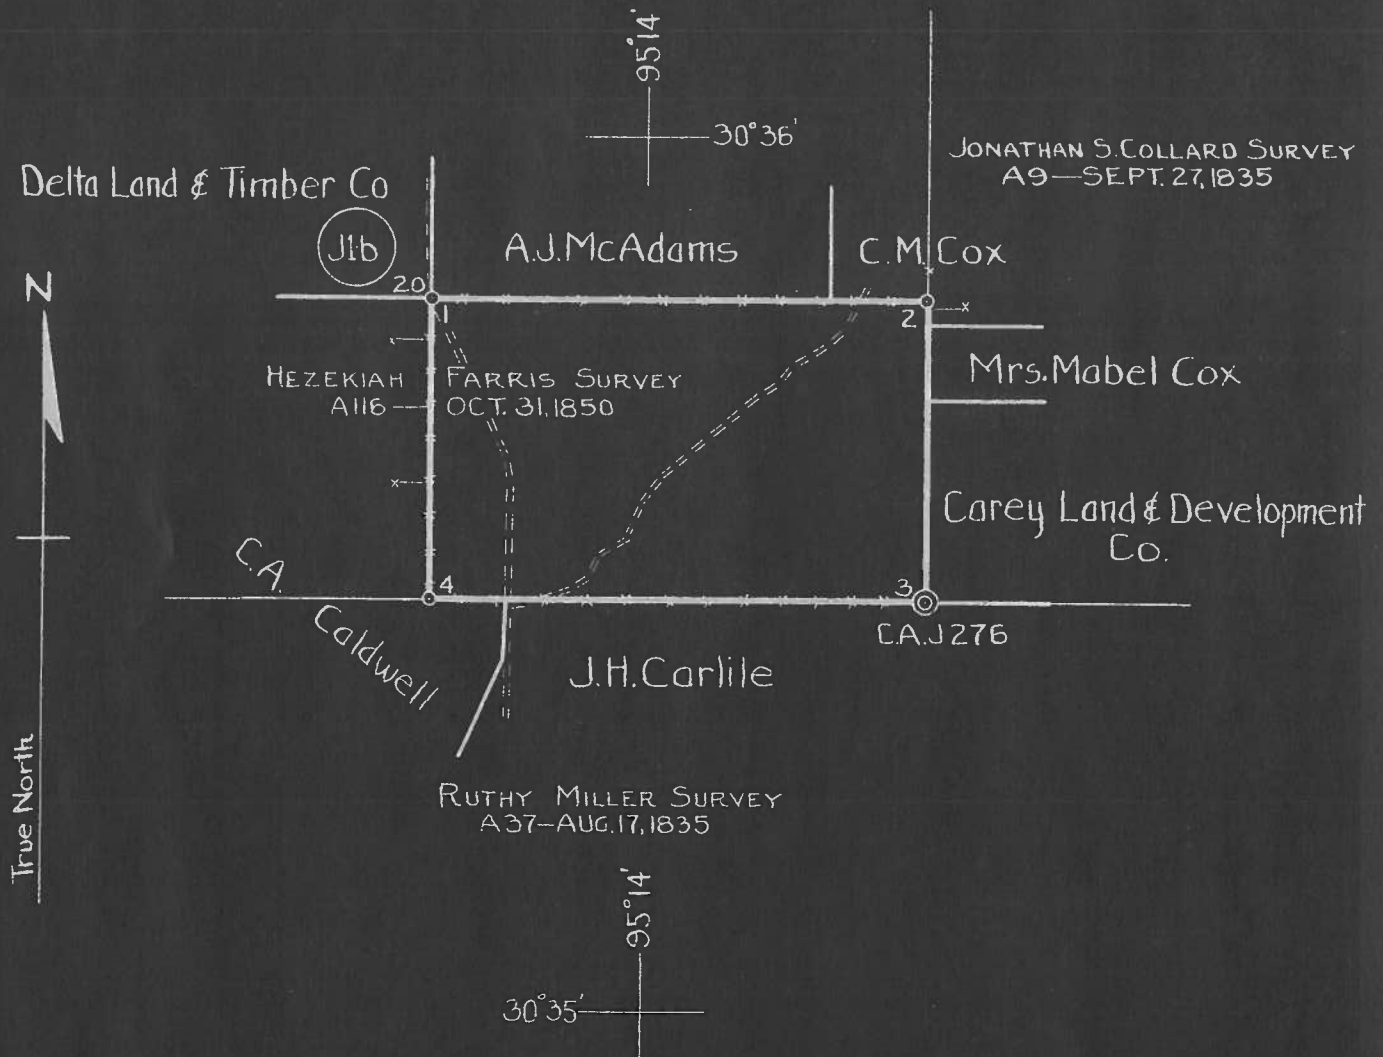 95°14'
30°36'
JONATHAN S. COLLARD SURVEY
A9—SEPT. 27, 1835
Delta Land & Timber Co
J1b
A.J. McAdams
C.M. Cox
N
20
1
2
Mrs. Mabel Cox
HEZEKIAH FARRIS SURVEY
A116— OCT. 31, 1850
Carey Land & Development
Co.
C.A.
Caldwell
4
3
C.A.J 276
J.H. Carlile
True North
RUTHY MILLER SURVEY
A37—AUG. 17, 1835
95°14'
30°35'